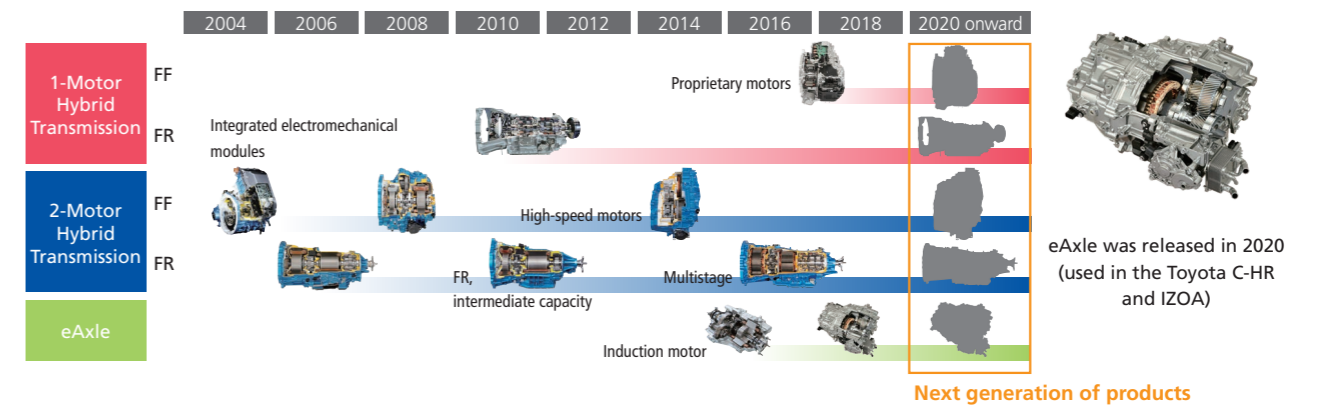 2004 2006 2008 2010 2012 2014 2016 2018 2020 onward
1-Motor
Hybrid
Transmission
FF
Proprietary motors
FR
Integrated electromechanical
modules
2-Motor
Hybrid
Transmission
FF
High-speed motors
FR
FR,
intermediate capacity
Multistage
eAxle
Induction motor
Next generation of products
eAxle was released in 2020
(used in the Toyota C-HR
and IZOA)